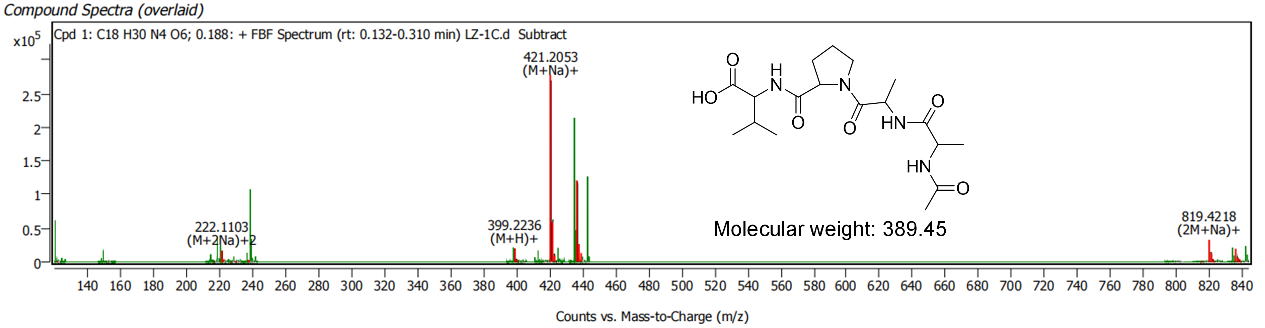 Compound Spectra (overlaid)
x10⁵
Cpd 1: C18 H30 N4 O6; 0.188: + FBF Spectrum (rt: 0.132-0.310 min) LZ-1C.d Subtract
2.5
2
1.5
1
0.5
0
222.1103
(M+2Na)+2
399.2236
(M+H)+
421.2053
(M+Na)+
819.4218
(2M+Na)+
O
HO
H
N
O
N
O
HN
O
HN
O
Molecular weight: 389.45
140 160 180 200 220 240 260 280 300 320 340 360 380 400 420 440 460 480 500 520 540 560 580 600 620 640 660 680 700 720 740 760 780 800 820 840
Counts vs. Mass-to-Charge (m/z)